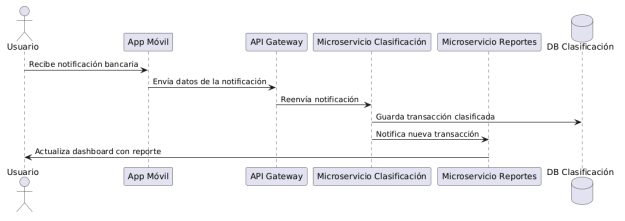 Usuario
App Móvil
API Gateway
Microservicio Clasificación
Microservicio Reportes
DB Clasificación
Recibe notificación bancaria
Envía datos de la notificación
Reenvía notificación
Guarda transacción clasificada
Notifica nueva transacción
Actualiza dashboard con reporte
Usuario
App Móvil
API Gateway
Microservicio Clasificación
Microservicio Reportes
DB Clasificación